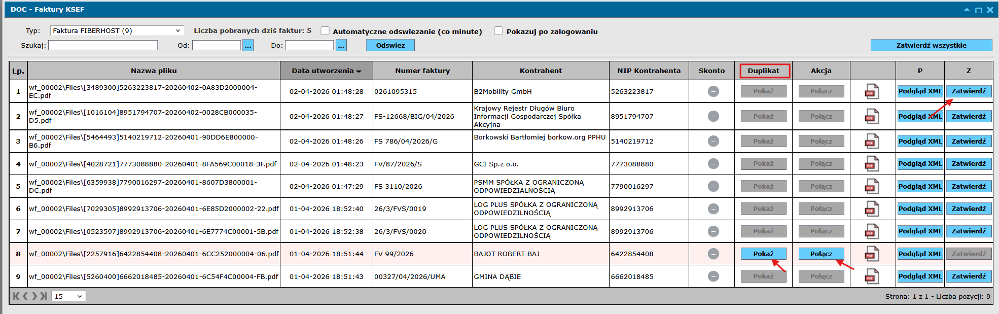 DOC - Faktury KSEF
Typ: Faktura FIBERHOST (9) Liczba pobranych dziś faktur: 5 Automatyczne odswiezanie (co minute) Pokazuj po zalogowaniu
Szukaj: Od: ... Do: ... Odswiez Zatwierdź wszystkie
Lp. Nazwa pliku Data utworzenia Numer faktury Kontrahent NIP Kontrahenta Skonto Duplikat Akcja P Z
1 wf_00002\Files\[3489300]5263223817-20260402-0A83D2000004-
EC.pdf 02-04-2026 01:48:28 0261095315 B2Mobility GmbH 5263223817 Pokaż Połącz PDF Podgląd XML Zatwierdź
2 wf_00002\Files\[1016104]8951794707-20260402-0028CB000035-
D5.pdf 02-04-2026 01:48:27 FS-12668/BIG/04/2026 Krajowy Rejestr Długów Biuro
Informacji Gospodarczej Spółka
Akcyjna 8951794707 Pokaż Połącz PDF Podgląd XML Zatwierdź
3 wf_00002\Files\[5464493]5140219712-20260401-90DD6E800000-
B6.pdf 02-04-2026 01:48:26 FS 786/04/2026/G Borkowski Bartłomiej borkow.org PPHU 5140219712 Pokaż Połącz PDF Podgląd XML Zatwierdź
4 wf_00002\Files\[4028721]7773088880-20260401-8FA569C00018-3F.pdf 02-04-2026 01:48:23 FV/87/2026/S GCI Sp.z o.o. 7773088880 Pokaż Połącz PDF Podgląd XML Zatwierdź
5 wf_00002\Files\[6359938]7790016297-20260401-8607D3800001-
DC.pdf 02-04-2026 01:47:29 FS 3110/2026 PSMM SPÓŁKA Z OGRANICZONĄ
ODPOWIEDZIALNOŚCIĄ 7790016297 Pokaż Połącz PDF Podgląd XML Zatwierdź
6 wf_00002\Files\[7029305]8992913706-20260401-6E85D2000002-22.pdf 01-04-2026 18:52:40 26/3/FVS/0019 LOG PLUS SPÓŁKA Z OGRANICZONĄ
ODPOWIEDZILNOŚCIĄ 8992913706 Pokaż Połącz PDF Podgląd XML Zatwierdź
7 wf_00002\Files\[0523597]8992913706-20260401-6E7774C00001-5B.pdf 01-04-2026 18:52:38 26/3/FVS/0020 LOG PLUS SPÓŁKA Z OGRANICZONĄ
ODPOWIEDZILNOŚCIĄ 8992913706 Pokaż Połącz PDF Podgląd XML Zatwierdź
8 wf_00002\Files\[2257916]6422854408-20260401-6CC252000004-06.pdf 01-04-2026 18:51:44 FV 99/2026 BAJOT ROBERT BAJ 6422854408 Pokaż Połącz PDF Podgląd XML Zatwierdź
9 wf_00002\Files\[5260400]6662018485-20260401-6C54F4C00004-FB.pdf 01-04-2026 18:51:43 00327/04/2026/UMA GMINA DĄBIE 6662018485 Pokaż Połącz PDF Podgląd XML Zatwierdź
15 Strona: 1 z 1 - Liczba pozycji: 9